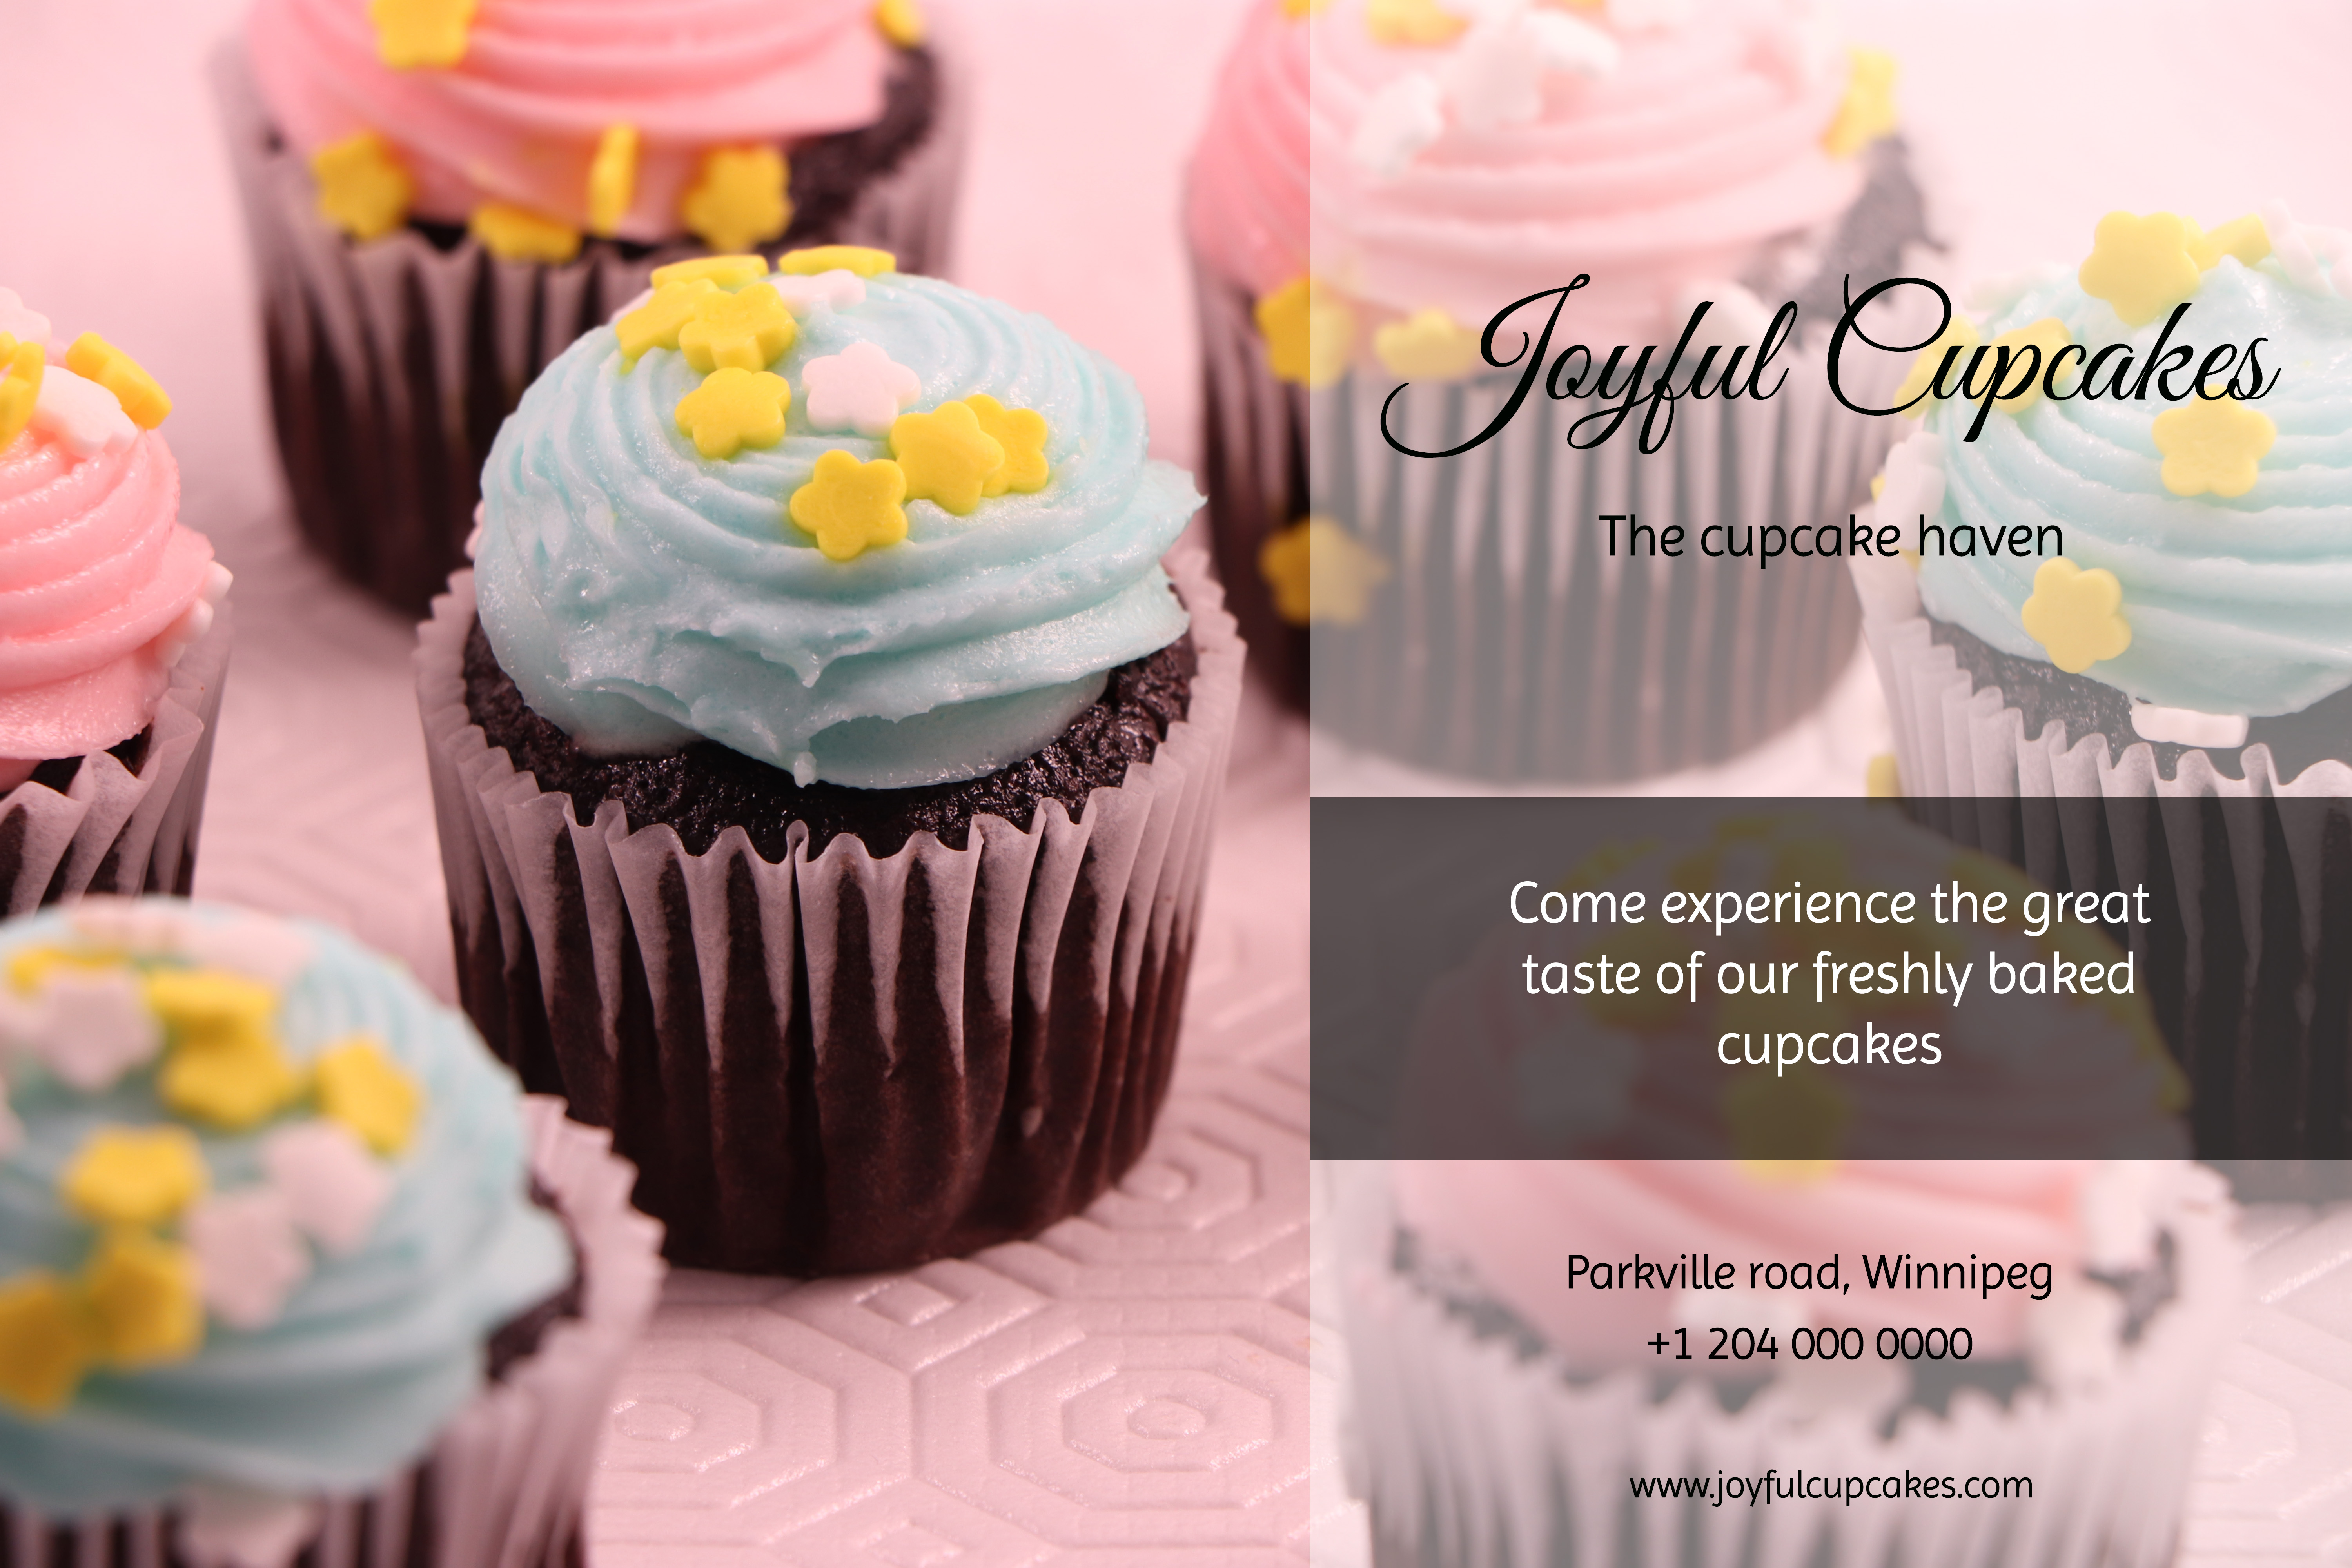 Joyful Cupcakes
The cupcake haven
Come experience the great
taste of our freshly baked
cupcakes
Parkville road, Winnipeg
+1 204 000 0000
www.joyfulcupcakes.com